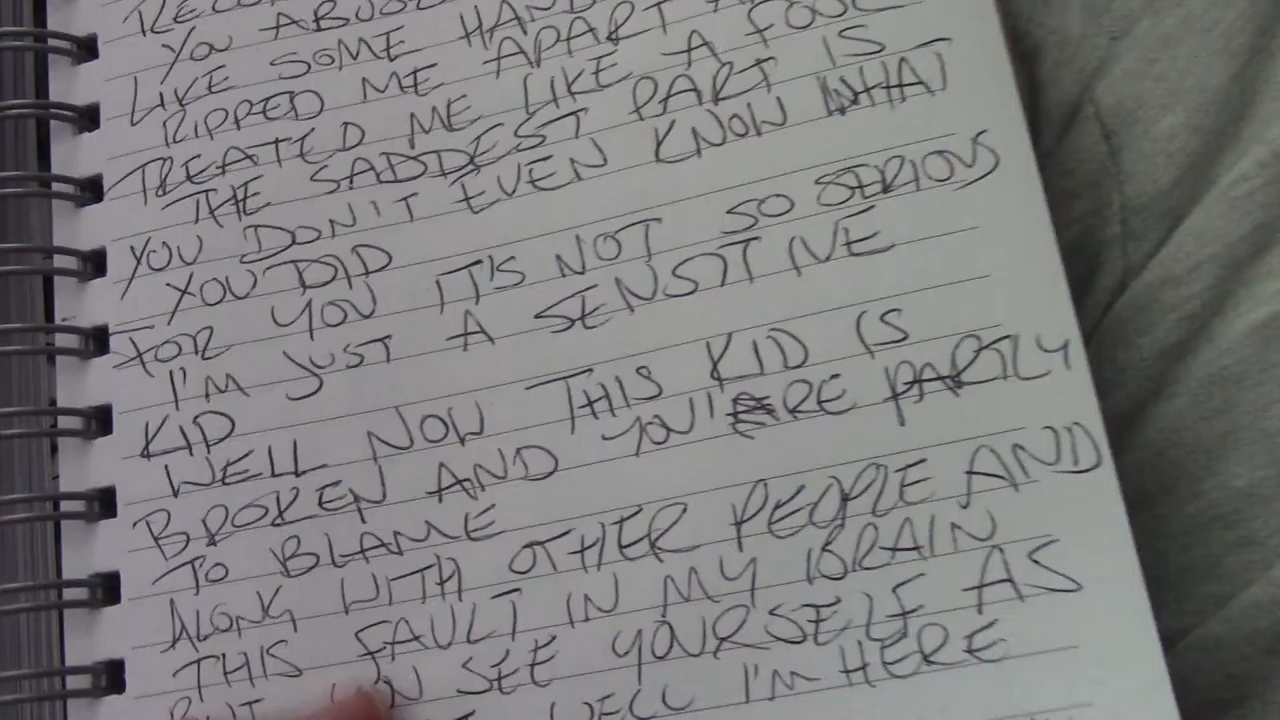 YOU
LIKE SOME
RIPPED ME APART
TREATED ME LIKE A FOOL
THE SADDEST PART IS
YOU DON'T EVEN KNOW WHAT
YOU DID
FOR YOU IT'S NOT SO SERIOUS
I'M JUST A SENSITIVE
KID
WELL NOW THIS KID IS
BROKEN AND YOU'RE PARTLY
TO BLAME
ALONG WITH OTHER PEOPLE AND
THIS FAULT IN MY BRAIN
SEE YOURSELF AS
WELL I'M HERE